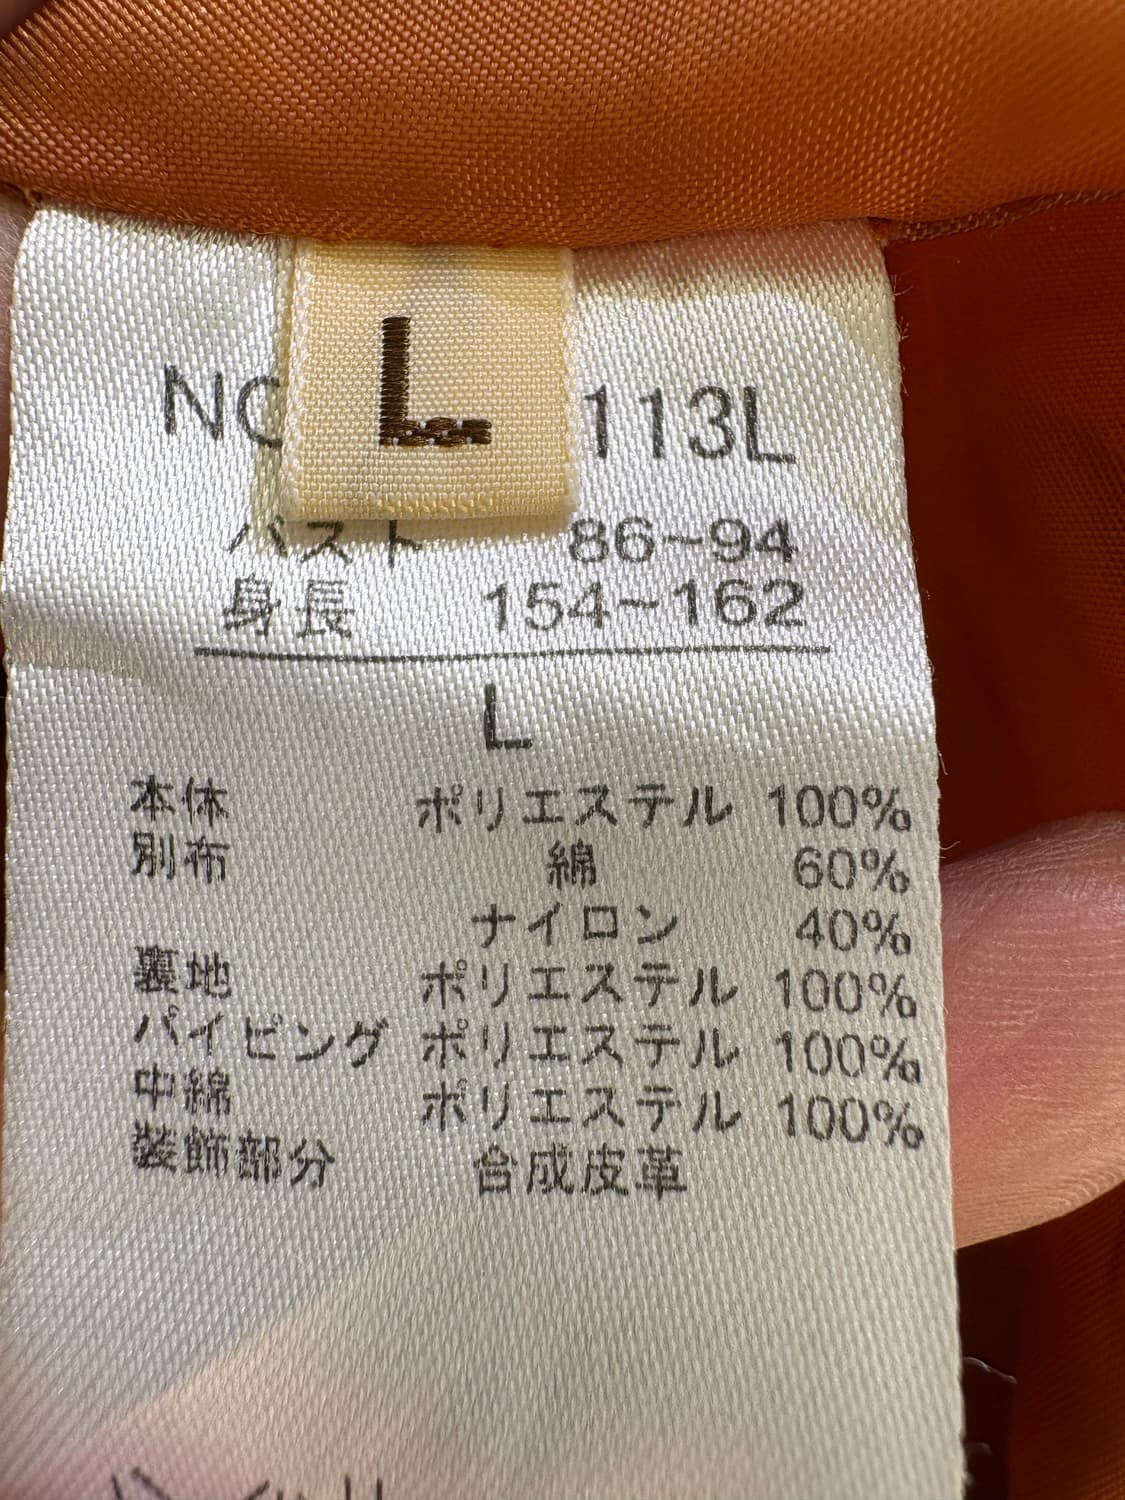 L
NO 113L
バスト 86~94
身長 154~162
L
本体 ポリエステル 100%
別布 綿 60%
ナイロン 40%
裏地 ポリエステル 100%
パイピング ポリエステル 100%
中綿 ポリエステル 100%
装飾部分 合成皮革